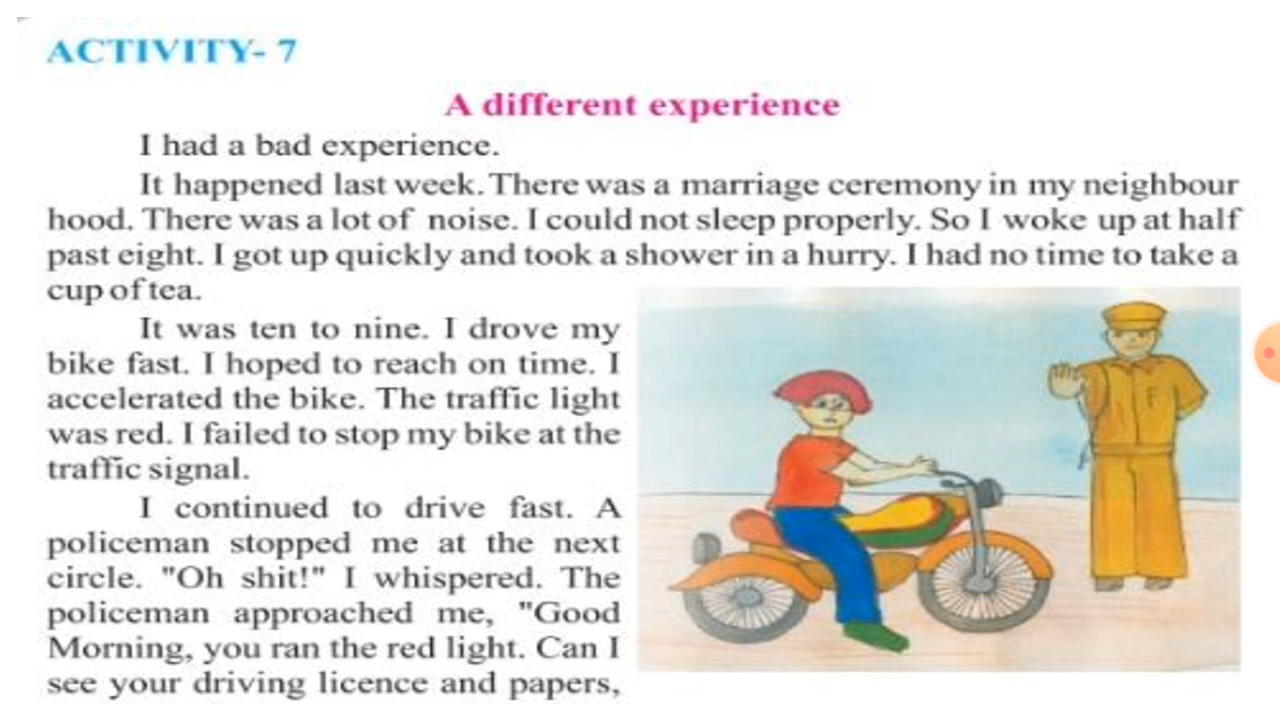 ACTIVITY- 7
A different experience
I had a bad experience.
It happened last week. There was a marriage ceremony in my neighbour
hood. There was a lot of noise. I could not sleep properly. So I woke up at half
past eight. I got up quickly and took a shower in a hurry. I had no time to take a
cup of tea.
It was ten to nine. I drove my
bike fast. I hoped to reach on time. I
accelerated the bike. The traffic light
was red. I failed to stop my bike at the
traffic signal.
I continued to drive fast. A
policeman stopped me at the next
circle. "Oh shit!" I whispered. The
policeman approached me, "Good
Morning, you ran the red light. Can I
see your driving licence and papers,